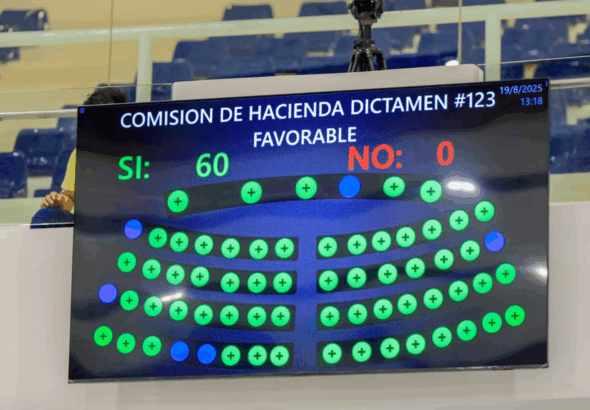 COMISION DE HACIENDA DICTAMEN #123
19/8/2025
13:18
FAVORABLE
SI: 60
NO: 0